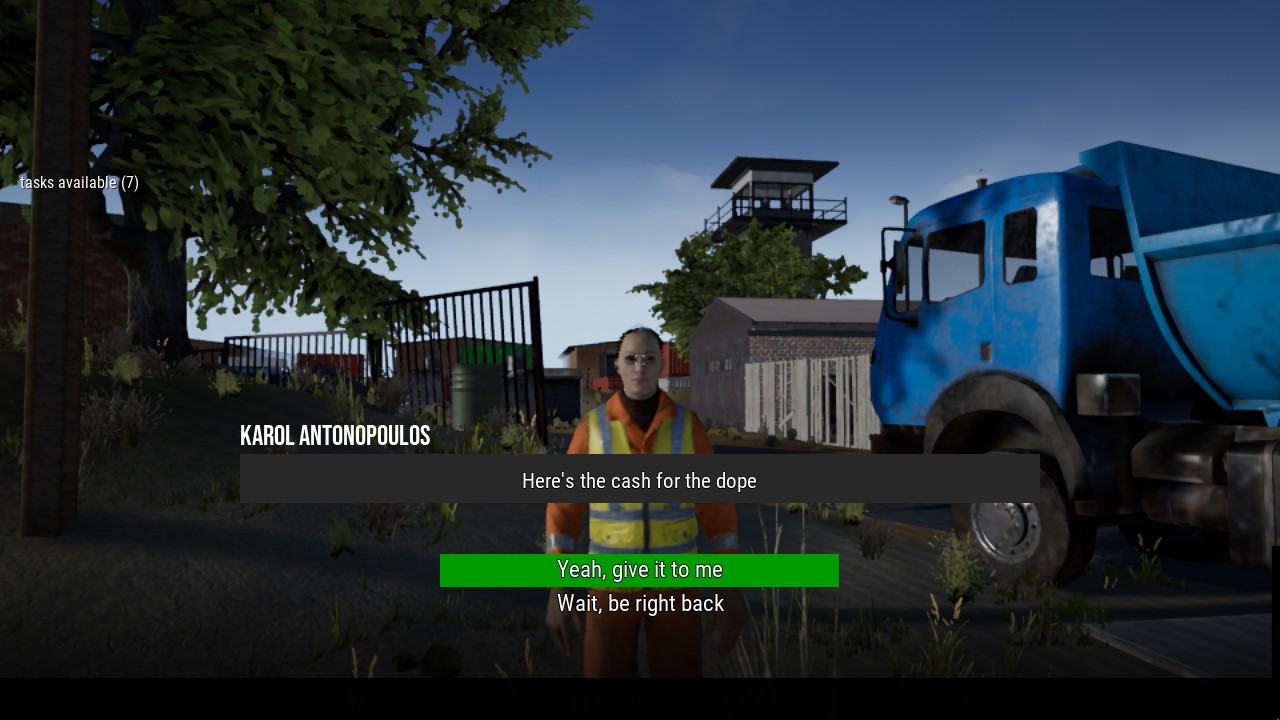 tasks available (7)
KAROL ANTONOPOULOS
Here's the cash for the dope
Yeah, give it to me
Wait, be right back